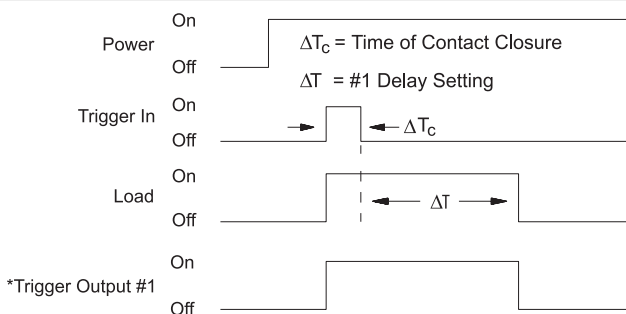 On
Power
Off
ΔTc = Time of Contact Closure
ΔT = #1 Delay Setting
On
Trigger In
Off
ΔTc
On
Load
Off
ΔT
On
*Trigger Output #1
Off